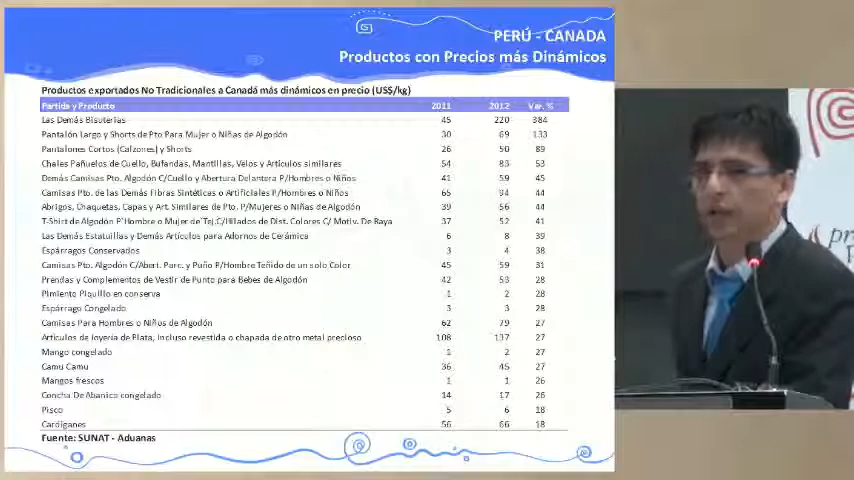 PERÚ - CANADA
Productos con Precios más Dinámicos
Productos exportados No Tradicionales a Canadá más dinámicos en precio (US$/kg)
Partida y Producto 2011 2012 Var. %
Las Demás Bisuterias 45 220 384
Pantalón Largo y Shorts de Pto Para Mujer o Niñas de Algodón 30 69 133
Pantalones Cortos (Calzones) y Shorts 26 50 89
Chales Pañuelos de Cuello, Bufandas, Mantillas, Velos y Artículos similares 54 83 53
Demás Camisas Pto. Algodón C/Cuello y Abertura Delantera P/Hombres o Niños 41 59 45
Camisas Pto. de las Demás Fibras Sintéticas o Artificiales P/Hombres o Niños 65 94 44
Abrigos, Chaquetas, Capas y Art. Similares de Pto. P/Mujeres o Niñas de Algodón 39 56 44
T-Shirt de Algodón P`Hombre o Mujer de`Tej.C/Hilados de Dist. Colores C/ Motiv. De Raya 37 52 41
Las Demás Estatuillas y Demás Artículos para Adornos de Cerámica 6 8 39
Espárragos Conservados 3 4 38
Camisas Pto. Algodón C/Abert. Parc. y Puño P/Hombre Teñido de un solo Color 45 59 31
Prendas y Complementos de Vestir de Punto para Bebes de Algodón 42 53 28
Pimiento Piquillo en conserva 1 2 28
Espárrago Congelado 3 3 28
Camisas Para Hombres o Niños de Algodón 62 79 27
Artículos de Joyería de Plata, Incluso revestida o chapada de otro metal precioso 108 137 27
Mango congelado 1 2 27
Camu Camu 36 45 27
Mangos frescos 1 1 26
Concha De Abanico congelado 14 17 26
Pisco 5 6 18
Cardiganes 56 66 18
Fuente: SUNAT - Aduanas